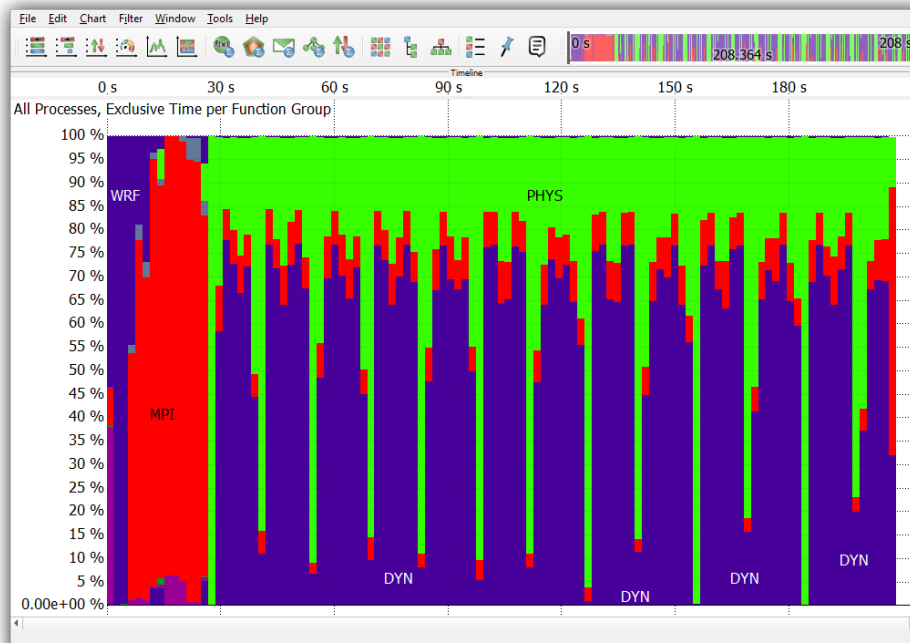 File Edit Chart Filter Window Tools Help
0 s 208.364 s 208 s
Timeline
0 s 30 s 60 s 90 s 120 s 150 s 180 s
All Processes, Exclusive Time per Function Group
100 %
95 %
90 %
WRF PHYS
85 %
80 %
75 %
70 %
65 %
60 %
55 %
50 %
45 %
40 %
MPI
35 %
30 %
25 %
20 %
15 %
10 %
DYN
5 %
DYN DYN DYN
0.00e+00 %